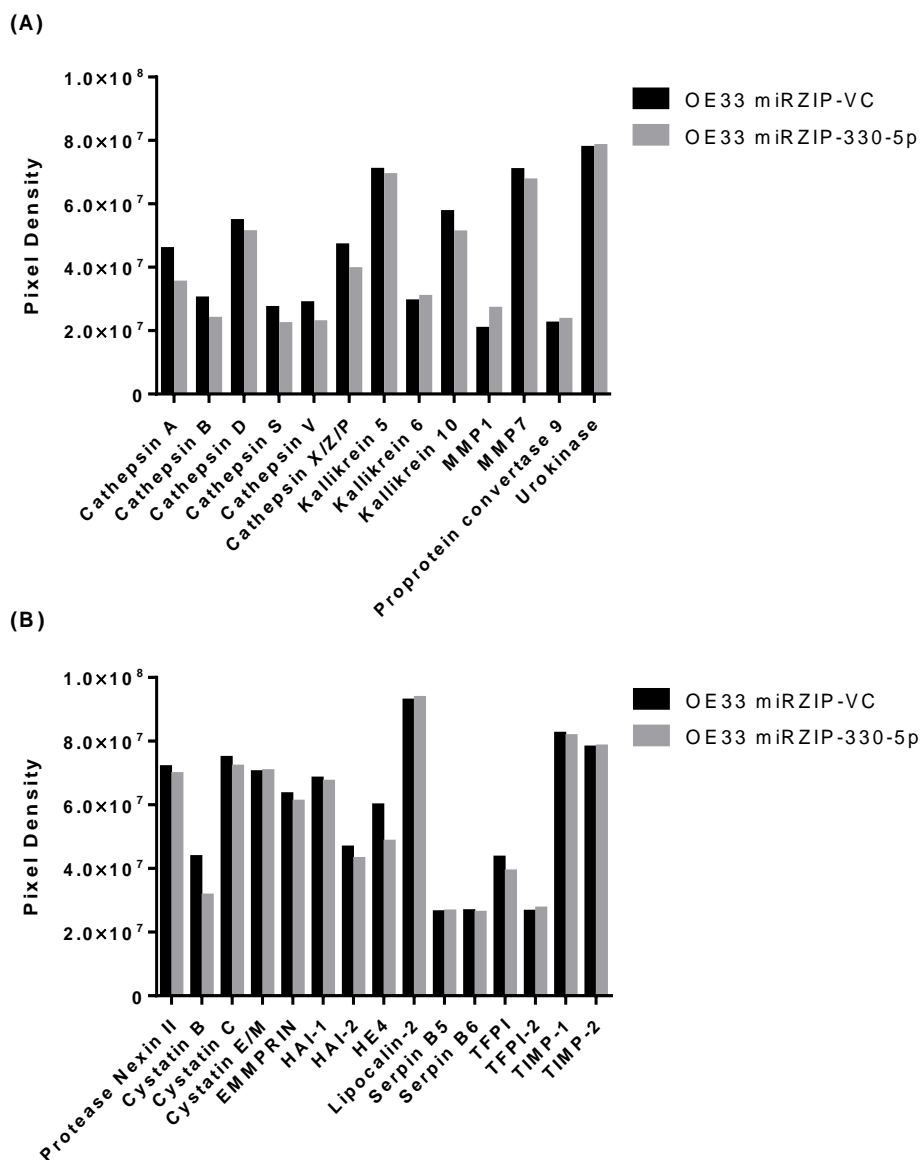 (A)
1.0×10⁸
8.0×10⁷
6.0×10⁷
4.0×10⁷
2.0×10⁷
0
Pixel Density
OE33 miRZIP-VC
OE33 miRZIP-330-5p
Cathepsin A
Cathepsin B
Cathepsin D
Cathepsin S
Cathepsin V
Cathepsin X/Z/P
Kallikrein 5
Kallikrein 6
Kallikrein 10
MMP1
MMP7
Proprotein convertase 9
Urokinase
(B)
1.0×10⁸
8.0×10⁷
6.0×10⁷
4.0×10⁷
2.0×10⁷
0
Pixel Density
OE33 miRZIP-VC
OE33 miRZIP-330-5p
Protease Nexin II
Cystatin B
Cystatin C
Cystatin E/M
EMMPRIN
HAI-1
HAI-2
HE4
Lipocalin-2
Serpin B5
Serpin B6
TFPI
TFPI-2
TIMP-1
TIMP-2